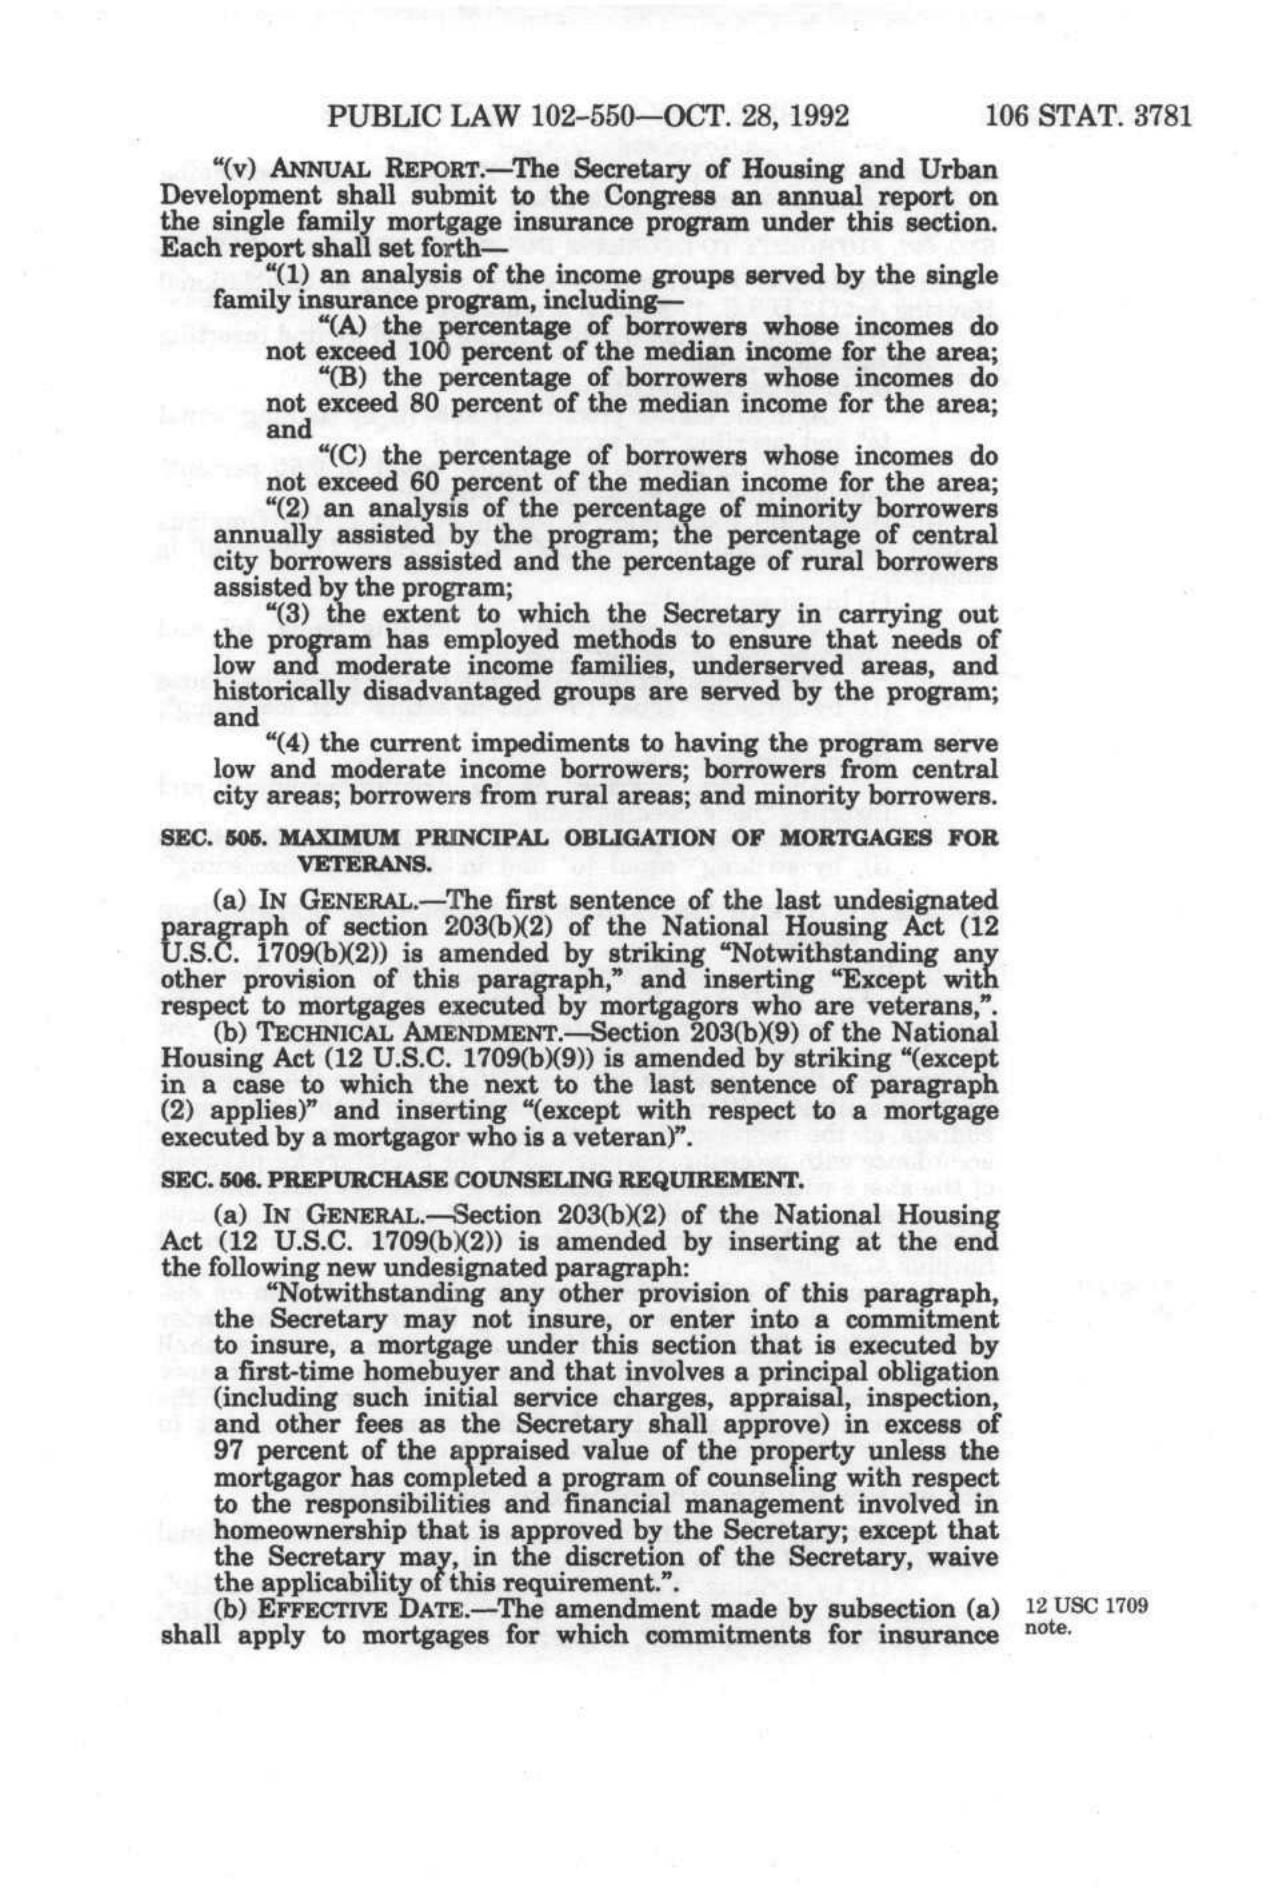 PUBLIC LAW 102-550—OCT. 28, 1992 106 STAT. 3781
"(v) ANNUAL REPORT.—The Secretary of Housing and Urban
Development shall submit to the Congress an annual report on
the single family mortgage insurance program under this section.
Each report shall set forth—
"(1) an analysis of the income groups served by the single
family insurance program, including—
"(A) the percentage of borrowers whose incomes do
not exceed 100 percent of the median income for the area;
"(B) the percentage of borrowers whose incomes do
not exceed 80 percent of the median income for the area;
and
"(C) the percentage of borrowers whose incomes do
not exceed 60 percent of the median income for the area;
"(2) an analysis of the percentage of minority borrowers
annually assisted by the program; the percentage of central
city borrowers assisted and the percentage of rural borrowers
assisted by the program;
"(3) the extent to which the Secretary in carrying out
the program has employed methods to ensure that needs of
low and moderate income families, underserved areas, and
historically disadvantaged groups are served by the program;
and
"(4) the current impediments to having the program serve
low and moderate income borrowers; borrowers from central
city areas; borrowers from rural areas; and minority borrowers.
SEC. 505. MAXIMUM PRINCIPAL OBLIGATION OF MORTGAGES FOR
VETERANS.
(a) IN GENERAL.—The first sentence of the last undesignated
paragraph of section 203(b)(2) of the National Housing Act (12
U.S.C. 1709(b)(2)) is amended by striking "Notwithstanding any
other provision of this paragraph," and inserting "Except with
respect to mortgages executed by mortgagors who are veterans,".
(b) TECHNICAL AMENDMENT.—Section 203(b)(9) of the National
Housing Act (12 U.S.C. 1709(b)(9)) is amended by striking "(except
in a case to which the next to the last sentence of paragraph
(2) applies)" and inserting "(except with respect to a mortgage
executed by a mortgagor who is a veteran)".
SEC. 506. PREPURCHASE COUNSELING REQUIREMENT.
(a) IN GENERAL.—Section 203(b)(2) of the National Housing
Act (12 U.S.C. 1709(b)(2)) is amended by inserting at the end
the following new undesignated paragraph:
"Notwithstanding any other provision of this paragraph,
the Secretary may not insure, or enter into a commitment
to insure, a mortgage under this section that is executed by
a first-time homebuyer and that involves a principal obligation
(including such initial service charges, appraisal, inspection,
and other fees as the Secretary shall approve) in excess of
97 percent of the appraised value of the property unless the
mortgagor has completed a program of counseling with respect
to the responsibilities and financial management involved in
homeownership that is approved by the Secretary; except that
the Secretary may, in the discretion of the Secretary, waive
the applicability of this requirement.".
(b) EFFECTIVE DATE.—The amendment made by subsection (a)
shall apply to mortgages for which commitments for insurance
12 USC 1709
note.